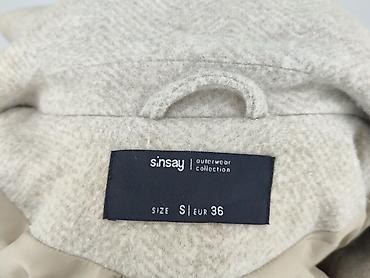 sinsay | outerwear
collection
SIZE S | EUR 36